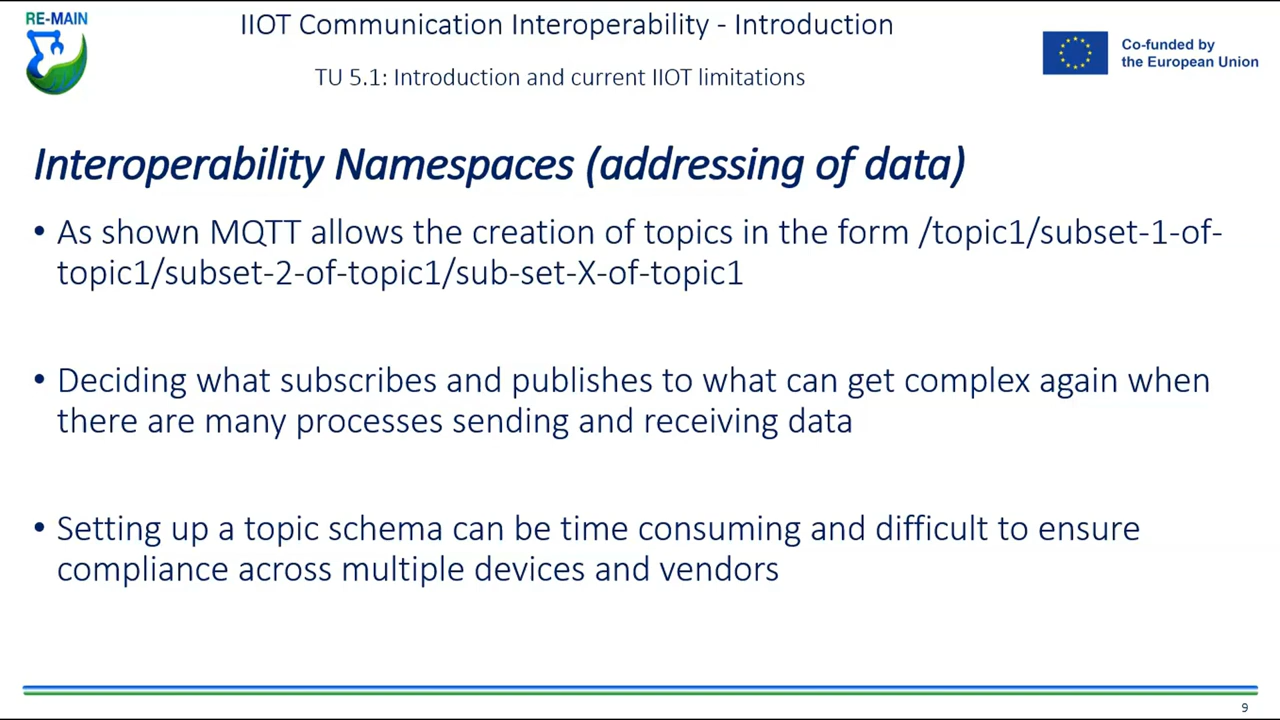 RE-MAIN
IIOT Communication Interoperability - Introduction
TU 5.1: Introduction and current IIOT limitations
Co-funded by
the European Union
Interoperability Namespaces (addressing of data)
• As shown MQTT allows the creation of topics in the form /topic1/subset-1-of-
topic1/subset-2-of-topic1/sub-set-X-of-topic1
• Deciding what subscribes and publishes to what can get complex again when
there are many processes sending and receiving data
• Setting up a topic schema can be time consuming and difficult to ensure
compliance across multiple devices and vendors
9